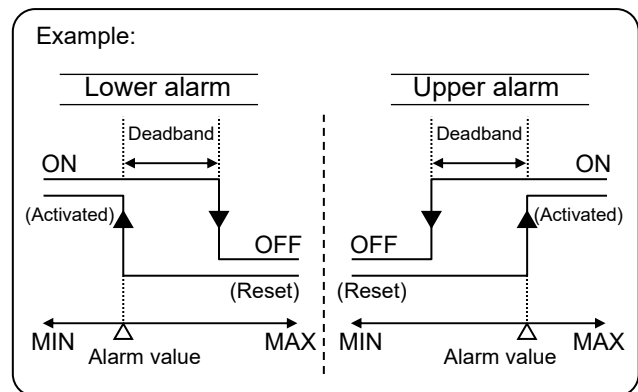 Example:
Lower alarm
Upper alarm
Deadband
Deadband
ON
ON
(Activated)
(Activated)
OFF
OFF
(Reset)
(Reset)
MIN
MAX
MIN
MAX
Alarm value
Alarm value